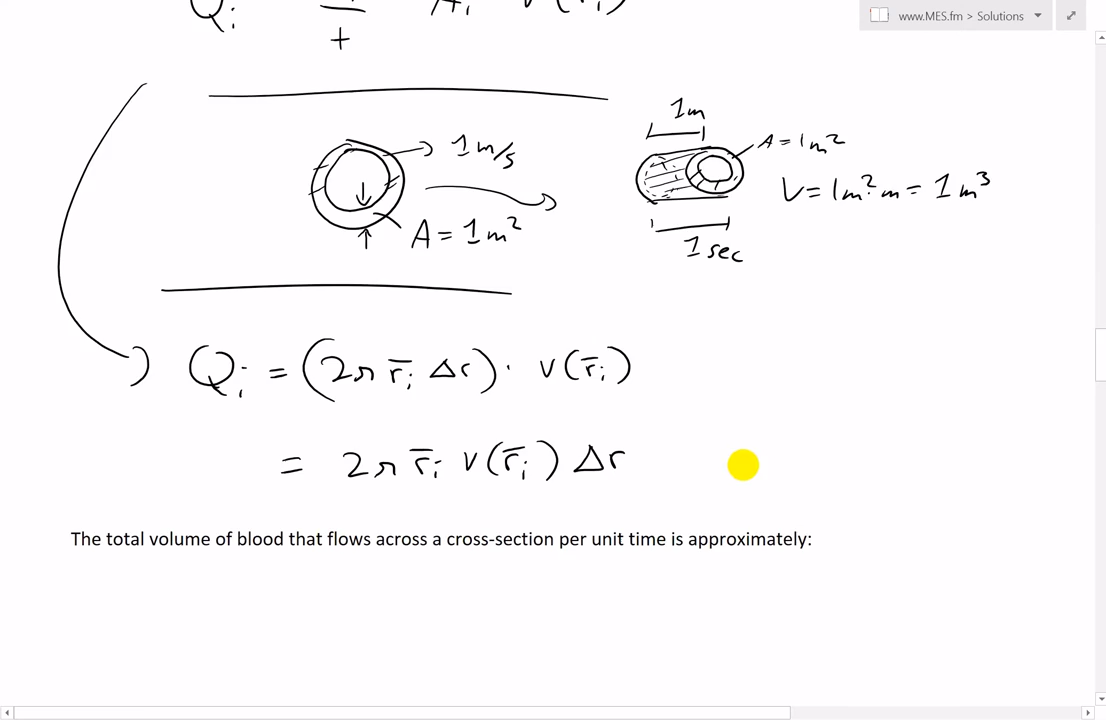 www.MES.fm > Solutions
+
1m
1 m/s
A = 1m²
V = 1m²·m = 1m³
A = 1m²
1 sec
Qᵢ = (2π r̄ᵢ Δr) · v(r̄ᵢ)
= 2π r̄ᵢ v(r̄ᵢ) Δr
The total volume of blood that flows across a cross-section per unit time is approximately: